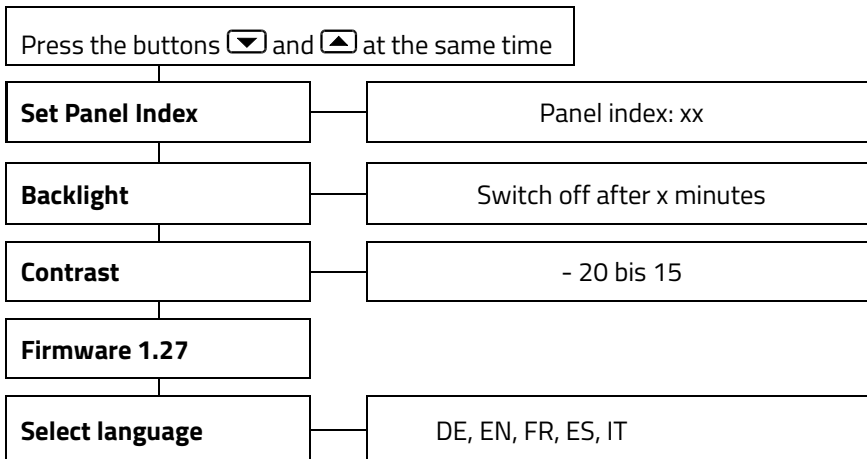 Press the buttons and at the same time
Set Panel Index
Panel index: xx
Backlight
Switch off after x minutes
Contrast
- 20 bis 15
Firmware 1.27
Select language
DE, EN, FR, ES, IT